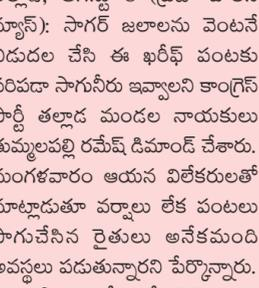 న్యూస్): సాగర్ జలాలను వెంటనే
విడుదల చేసి ఈ ఖరీఫ్ పంటకు
సరిపడా సాగునీరు ఇవ్వాలని కాంగ్రెస్
పార్టీ తల్లాడ మండల నాయకులు
తుమ్మలపల్లి రమేష్ డిమాండ్ చేశారు.
మంగళవారం ఆయన విలేకరులతో
మాట్లాడుతూ వర్షాలు లేక పంటలు
సాగుచేసిన రైతులు అనేకమంది
అవస్థలు పడుతున్నారని పేర్కొన్నారు.